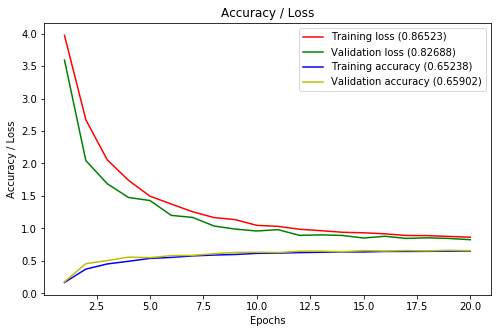 Accuracy / Loss
Training loss (0.86523)
Validation loss (0.82688)
Training accuracy (0.65238)
Validation accuracy (0.65902)
Accuracy / Loss
4.0
3.5
3.0
2.5
2.0
1.5
1.0
0.5
0.0
2.5 5.0 7.5 10.0 12.5 15.0 17.5 20.0
Epochs